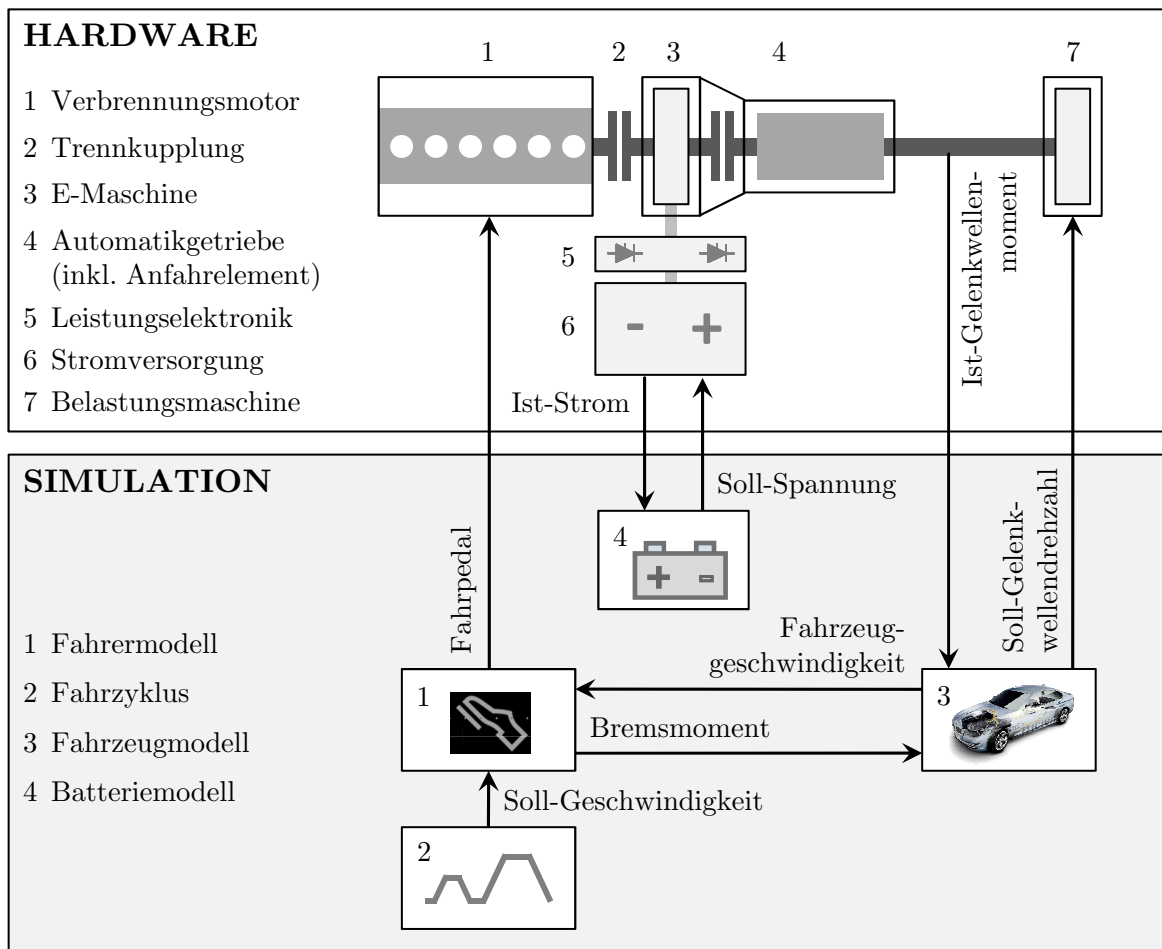 HARDWARE
1 Verbrennungsmotor
2 Trennkupplung
3 E-Maschine
4 Automatikgetriebe
(inkl. Anfahrelement)
5 Leistungselektronik
6 Stromversorgung
7 Belastungsmaschine
1
2
3
4
7
5
6
- +
Ist-Strom
Ist-Gelenkwellen-
moment
SIMULATION
Soll-Spannung
4
+ -
Fahrpedal
Soll-Gelenk-
wellendrehzahl
1 Fahrermodell
2 Fahrzyklus
3 Fahrzeugmodell
4 Batteriemodell
Fahrzeug-
geschwindigkeit
1
3
Bremsmoment
Soll-Geschwindigkeit
2